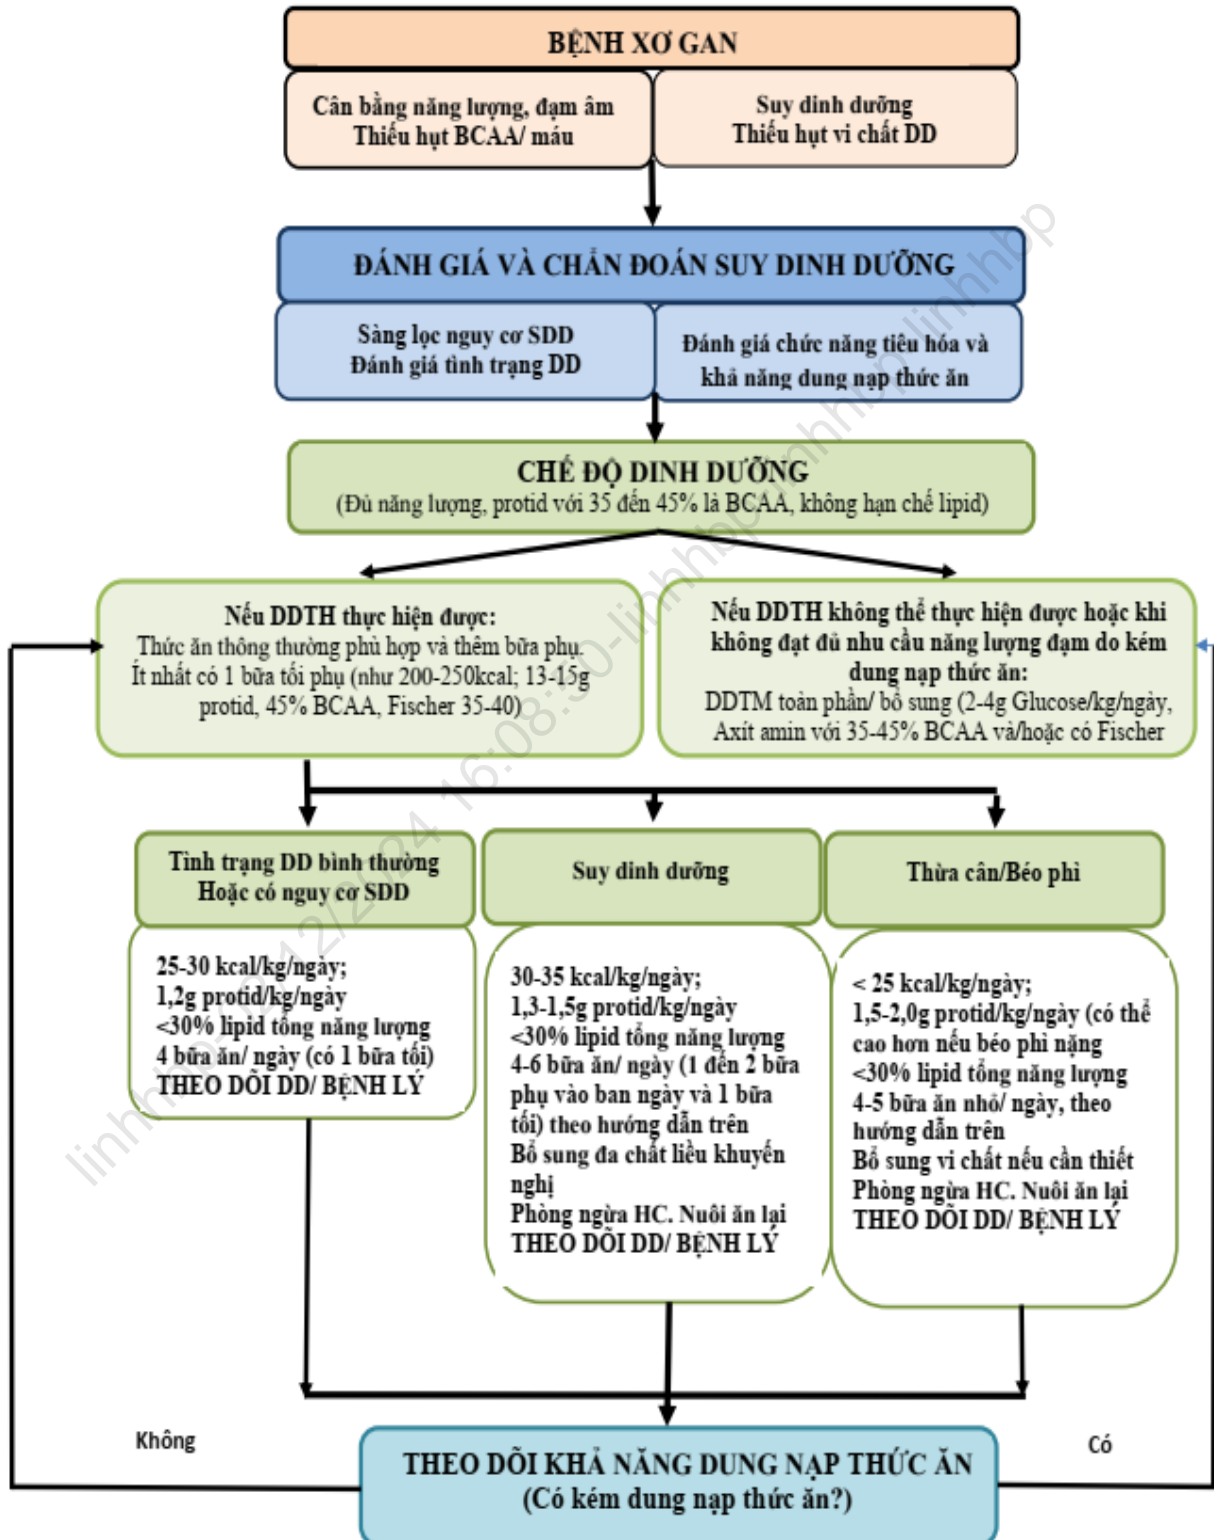 BỆNH XƠ GAN
Cân bằng năng lượng, đạm âm
Thiếu hụt BCAA/ máu
Suy dinh dưỡng
Thiếu hụt vi chất DD
ĐÁNH GIÁ VÀ CHẨN ĐOÁN SUY DINH DƯỠNG
Sàng lọc nguy cơ SDD
Đánh giá tình trạng DD
Đánh giá chức năng tiêu hóa và
khả năng dung nạp thức ăn
CHẾ ĐỘ DINH DƯỠNG
(Đủ năng lượng, protid với 35 đến 45% là BCAA, không hạn chế lipid)
Nếu DDTH thực hiện được:
Thức ăn thông thường phù hợp và thêm bữa phụ.
Ít nhất có 1 bữa tối phụ (như 200-250kcal; 13-15g
protid, 45% BCAA, Fischer 35-40)
Nếu DDTH không thể thực hiện được hoặc khi
không đạt đủ nhu cầu năng lượng đạm do kém
dung nạp thức ăn:
DDTM toàn phần/ bổ sung (2-4g Glucose/kg/ngày,
Axít amin với 35-45% BCAA và/hoặc có Fischer
Tình trạng DD bình thường
Hoặc có nguy cơ SDD
25-30 kcal/kg/ngày;
1,2g protid/kg/ngày
<30% lipid tổng năng lượng
4 bữa ăn/ ngày (có 1 bữa tối)
THEO DÕI DD/ BỆNH LÝ
Suy dinh dưỡng
30-35 kcal/kg/ngày;
1,3-1,5g protid/kg/ngày
<30% lipid tổng năng lượng
4-6 bữa ăn/ ngày (1 đến 2 bữa
phụ vào ban ngày và 1 bữa
tối) theo hướng dẫn trên
Bổ sung đa chất liều khuyến
nghị
Phòng ngừa HC. Nuôi ăn lại
THEO DÕI DD/ BỆNH LÝ
Thừa cân/Béo phì
< 25 kcal/kg/ngày;
1,5-2,0g protid/kg/ngày (có thể
cao hơn nếu béo phì nặng
<30% lipid tổng năng lượng
4-5 bữa ăn nhỏ/ ngày, theo
hướng dẫn trên
Bổ sung vi chất nếu cần thiết
Phòng ngừa HC. Nuôi ăn lại
THEO DÕI DD/ BỆNH LÝ
Không
Có
THEO DÕI KHẢ NĂNG DUNG NẠP THỨC ĂN
(Có kém dung nạp thức ăn?)